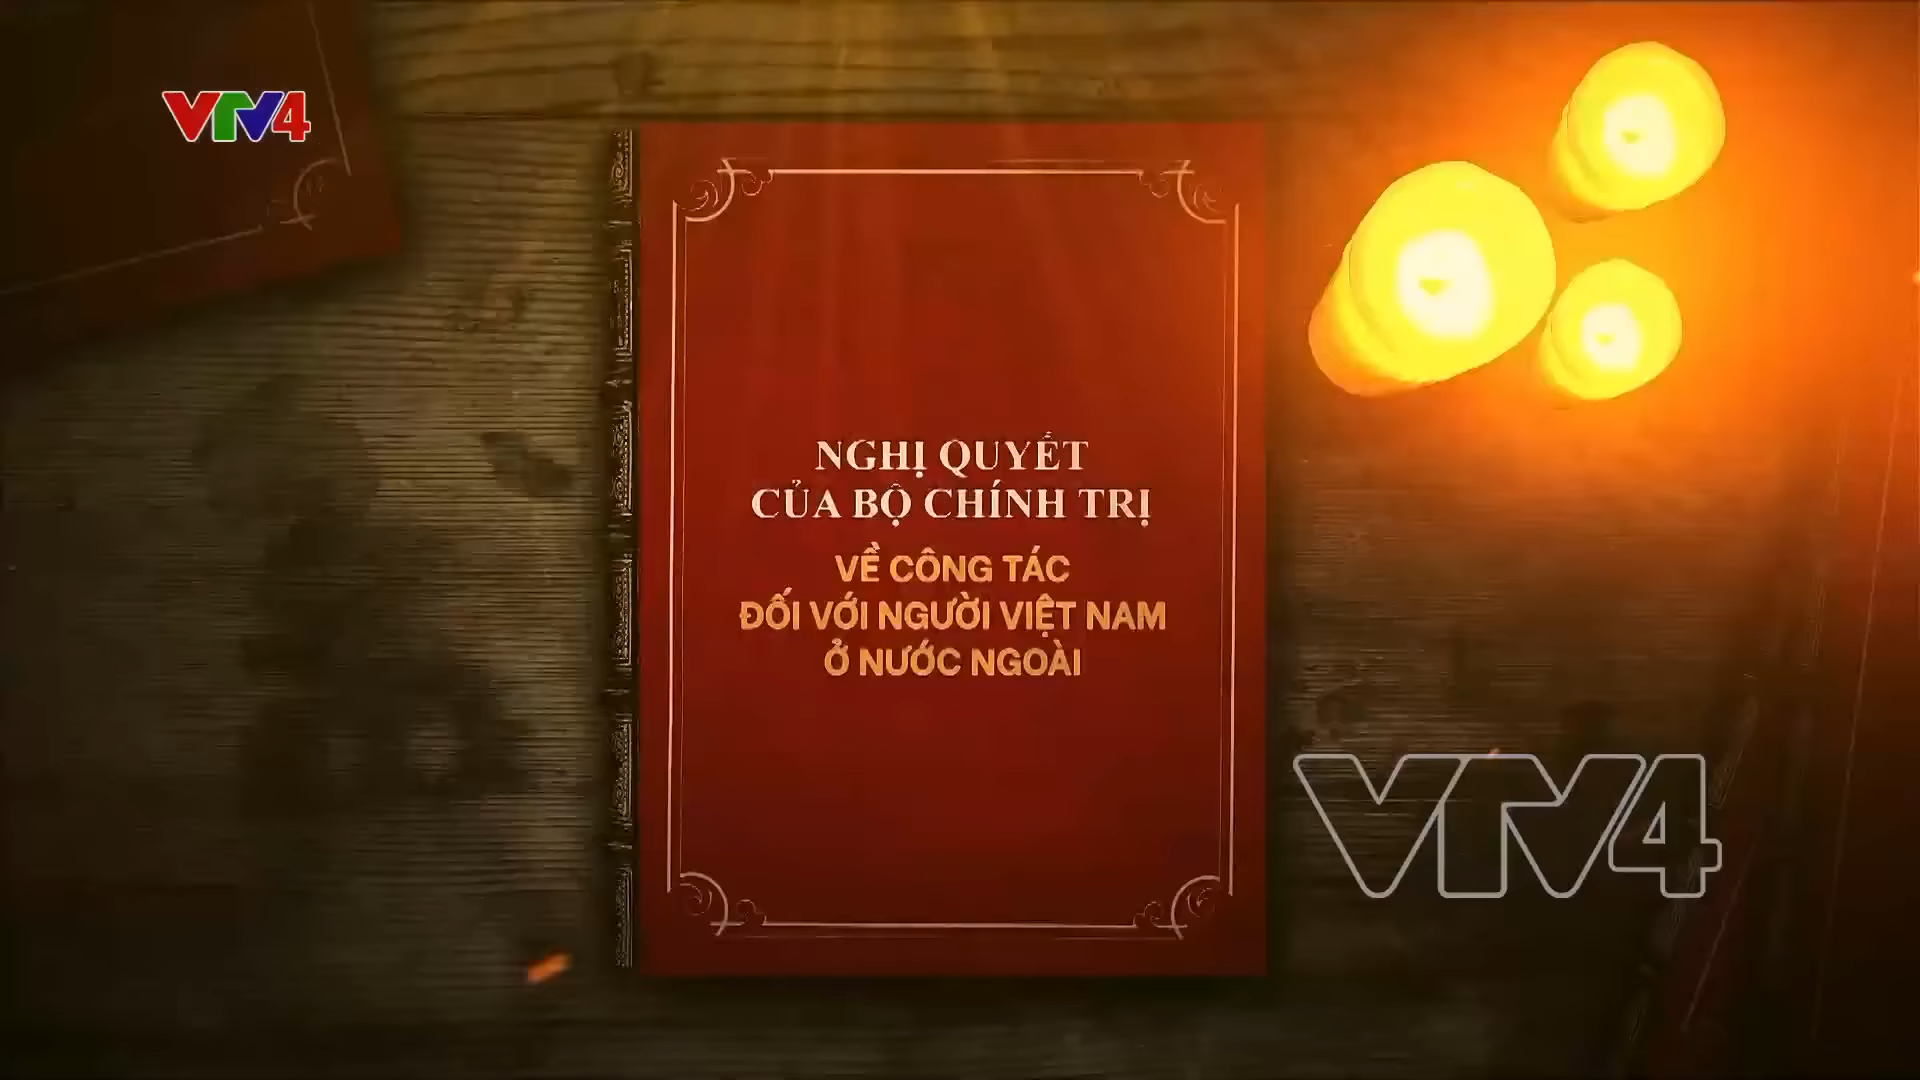 VTV4
NGHỊ QUYẾT
CỦA BỘ CHÍNH TRỊ
VỀ CÔNG TÁC
ĐỐI VỚI NGƯỜI VIỆT NAM
Ở NƯỚC NGOÀI
VTV4